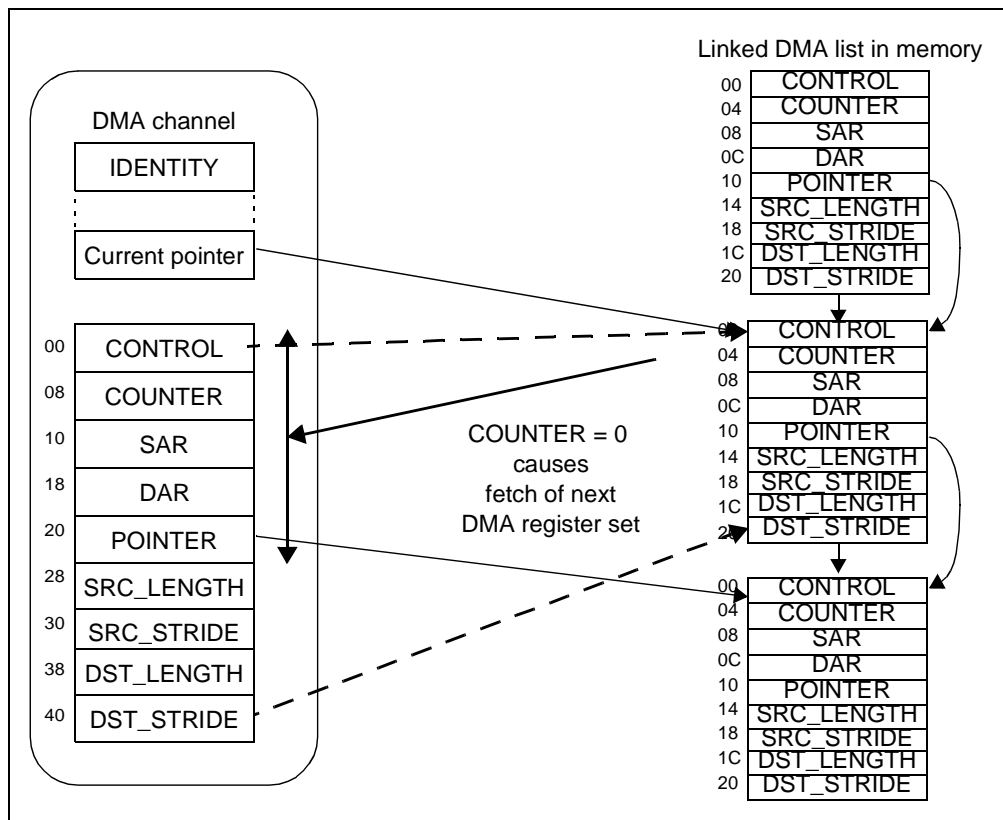 Linked DMA list in memory
DMA channel
IDENTITY
Current pointer
00 CONTROL
08 COUNTER
10 SAR
18 DAR
20 POINTER
28 SRC_LENGTH
30 SRC_STRIDE
38 DST_LENGTH
40 DST_STRIDE
COUNTER = 0
causes
fetch of next
DMA register set
00 CONTROL
04 COUNTER
08 SAR
0C DAR
10 POINTER
14 SRC_LENGTH
18 SRC_STRIDE
1C DST_LENGTH
20 DST_STRIDE
CONTROL
04 COUNTER
08 SAR
0C DAR
10 POINTER
14 SRC_LENGTH
18 SRC_STRIDE
1C DST_LENGTH
DST_STRIDE
00 CONTROL
04 COUNTER
08 SAR
0C DAR
10 POINTER
14 SRC_LENGTH
18 SRC_STRIDE
1C DST_LENGTH
20 DST_STRIDE